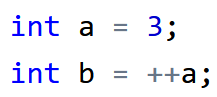 int a = 3;
int b = ++a;